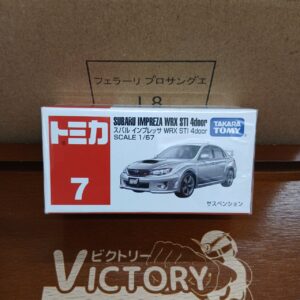 フェラーリ プロサングエ
L8
トミカ
7
SUBARU IMPREZA WRX STI 4door
スバル インプレッサ WRX STI 4door
SCALE 1/67
TAKARA
TOMY
サスペンション
ビクトリー
VICTORY